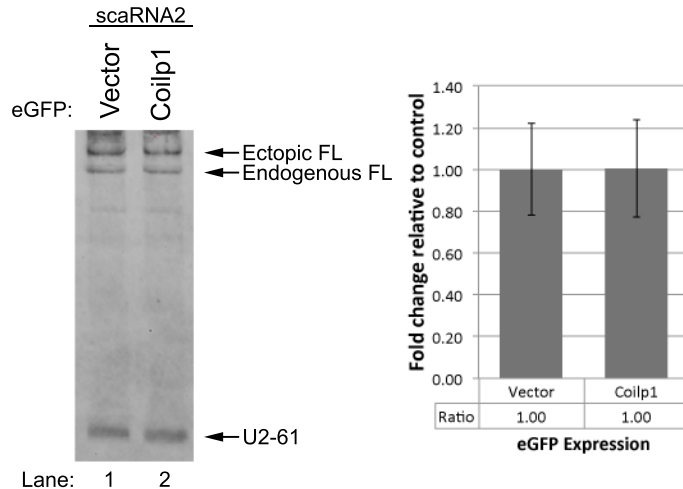 scaRNA2
eGFP:
Vector
Coilp1
Ectopic FL
Endogenous FL
U2-61
Lane: 1 2
Fold change relative to control
1.40
1.20
1.00
0.80
0.60
0.40
0.20
0.00
Vector Coilp1
Ratio 1.00 1.00
eGFP Expression